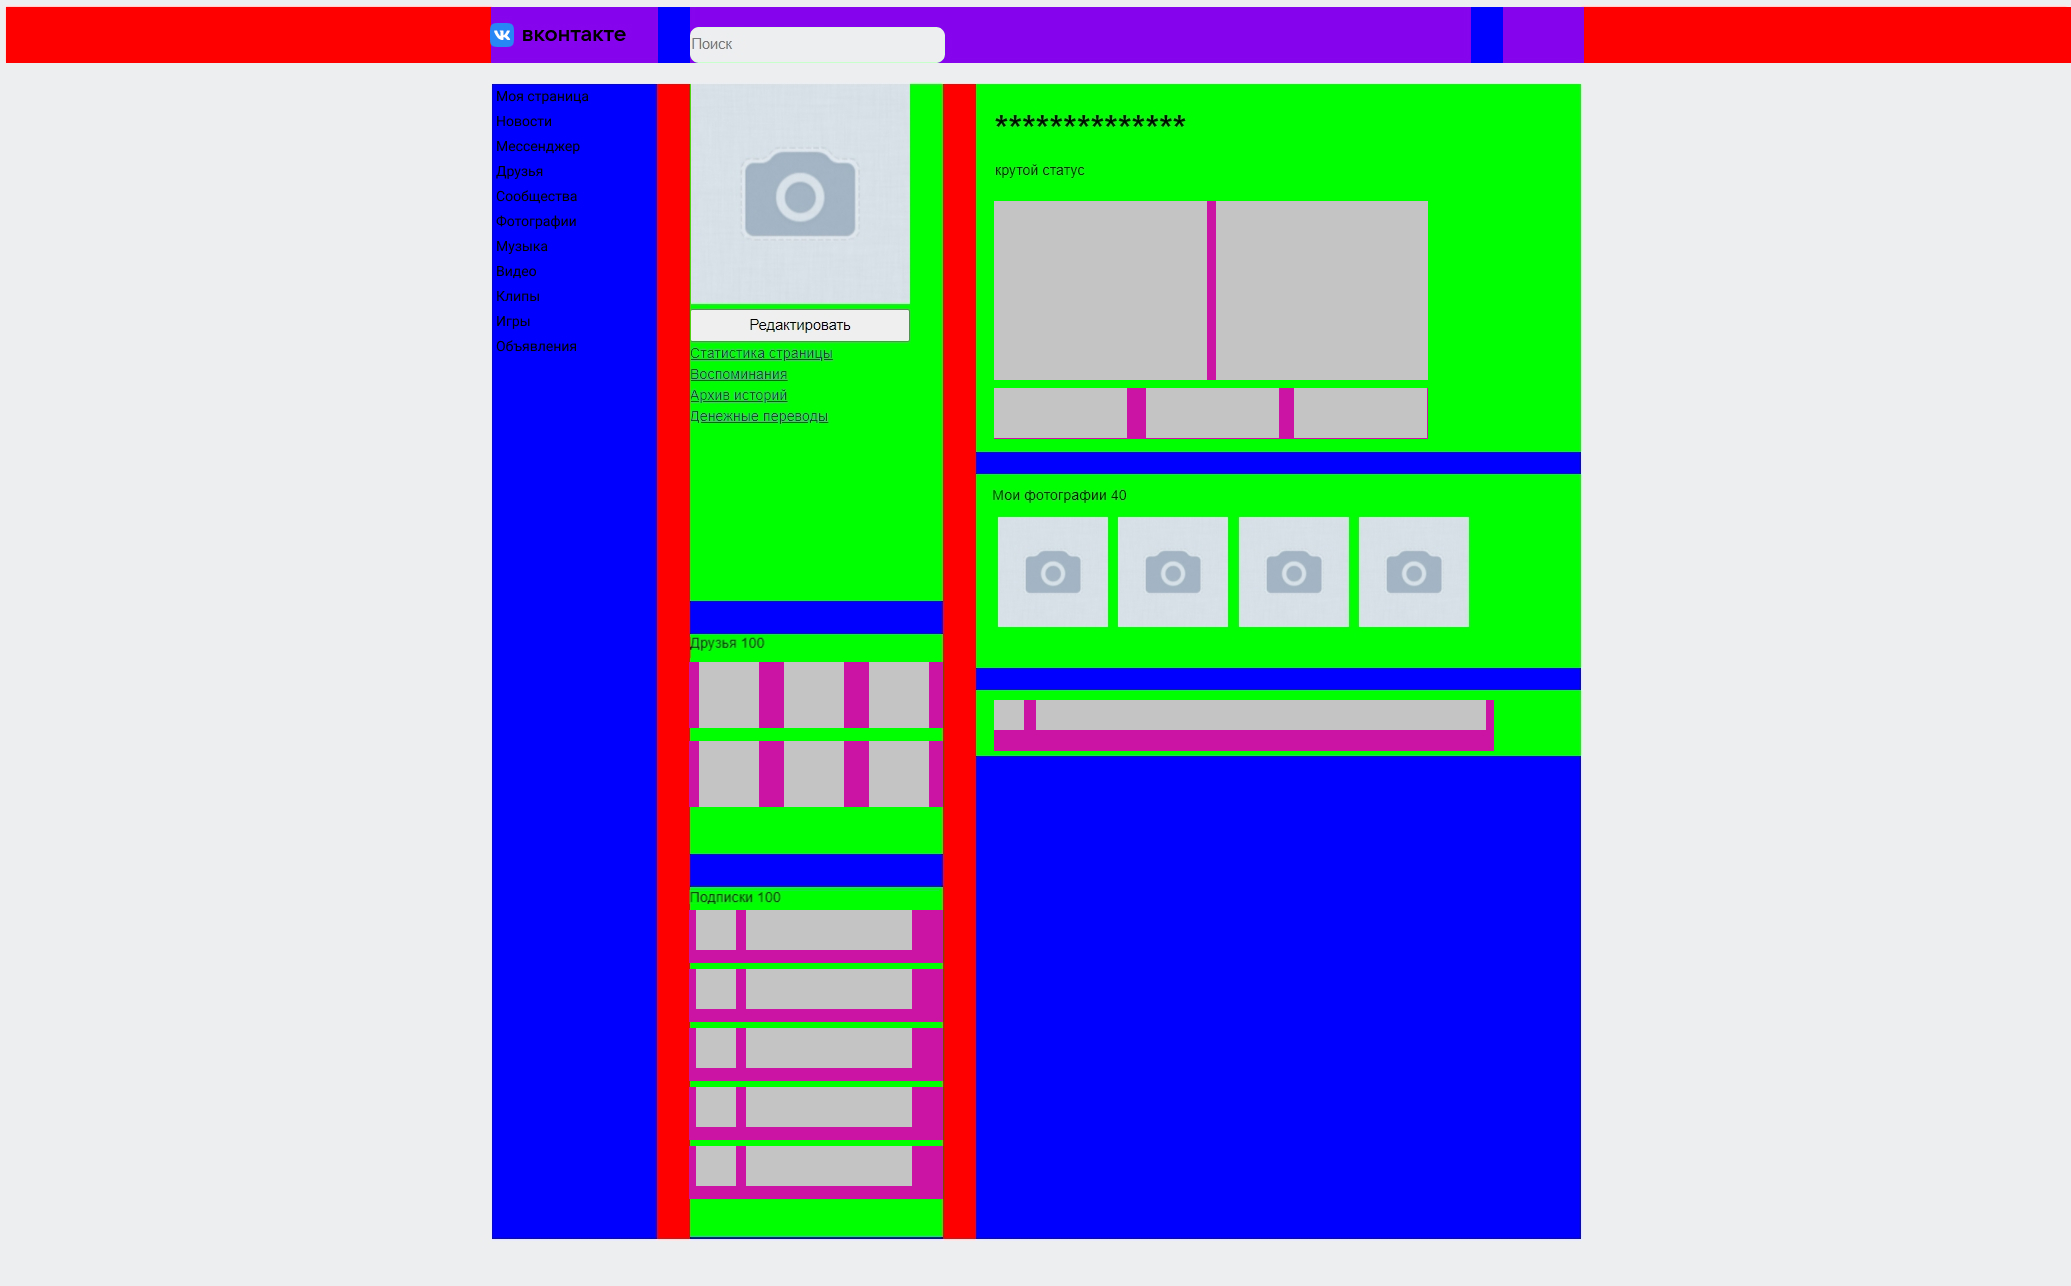 вконтакте
Поиск
Моя страница
Новости
Мессенджер
Друзья
Сообщества
Фотографии
Музыка
Видео
Клипы
Игры
Объявления
Редактировать
Статистика страницы
Воспоминания
Архив историй
Денежные переводы
Друзья 100
Подписки 100
**************
крутой статус
Мои фотографии 40